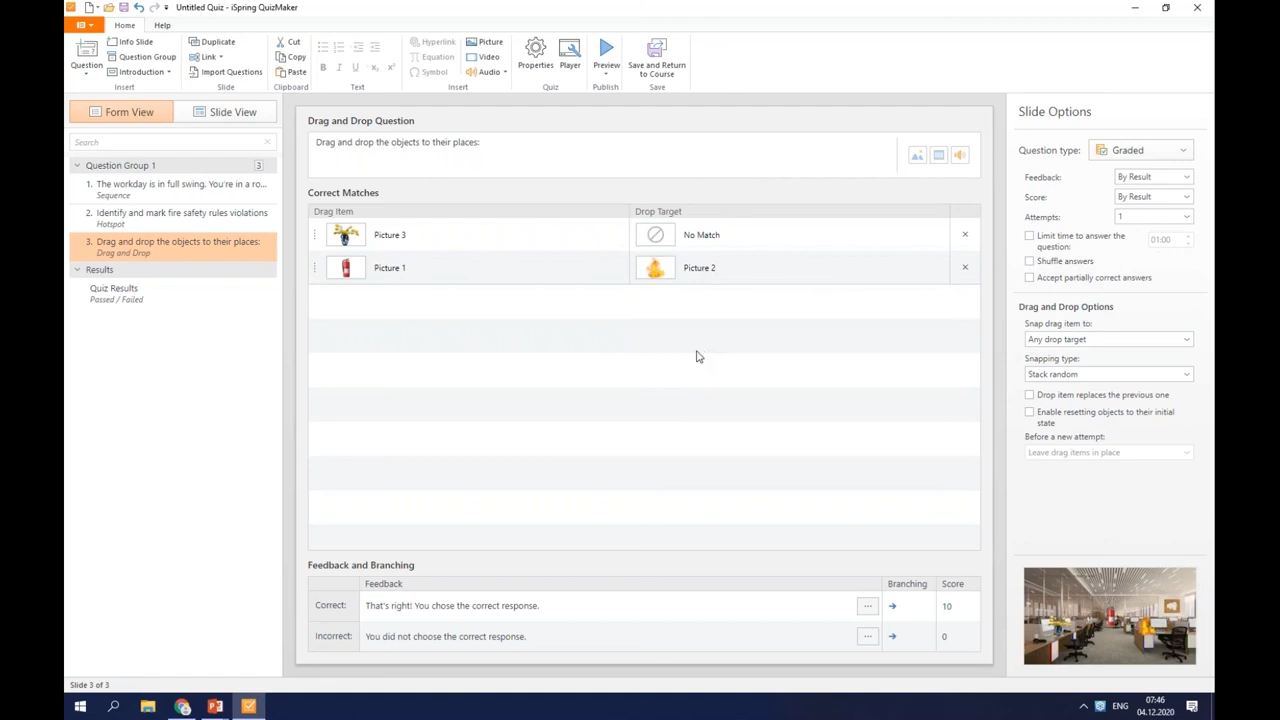 Untitled Quiz - iSpring QuizMaker
Home
Help
Question
Info Slide
Question Group
Introduction
Insert
Duplicate
Link
Import Questions
Slide
Cut
Copy
Paste
Clipboard
B I U x₂ x²
Text
Hyperlink
Equation
Symbol
Picture
Video
Audio
Insert
Properties
Player
Quiz
Preview
Publish
Save and Return
to Course
Save
Form View
Slide View
Search
Question Group 1
3
1. The workday is in full swing. You're in a ro...
Sequence
2. Identify and mark fire safety rules violations
Hotspot
3. Drag and drop the objects to their places:
Drag and Drop
Results
Quiz Results
Passed / Failed
Drag and Drop Question
Drag and drop the objects to their places:
Correct Matches
Drag Item
Drop Target
Picture 3
No Match
Picture 1
Picture 2
Feedback and Branching
Feedback
Branching
Score
Correct:
That's right! You chose the correct response.
...
10
Incorrect:
You did not choose the correct response.
...
0
Slide Options
Question type:
Graded
Feedback:
By Result
Score:
By Result
Attempts:
1
Limit time to answer the
question:
01:00
Shuffle answers
Accept partially correct answers
Drag and Drop Options
Snap drag item to:
Any drop target
Snapping type:
Stack random
Drop item replaces the previous one
Enable resetting objects to their initial
state
Before a new attempt:
Leave drag items in place
Slide 3 of 3
ENG
07:46
04.12.2020